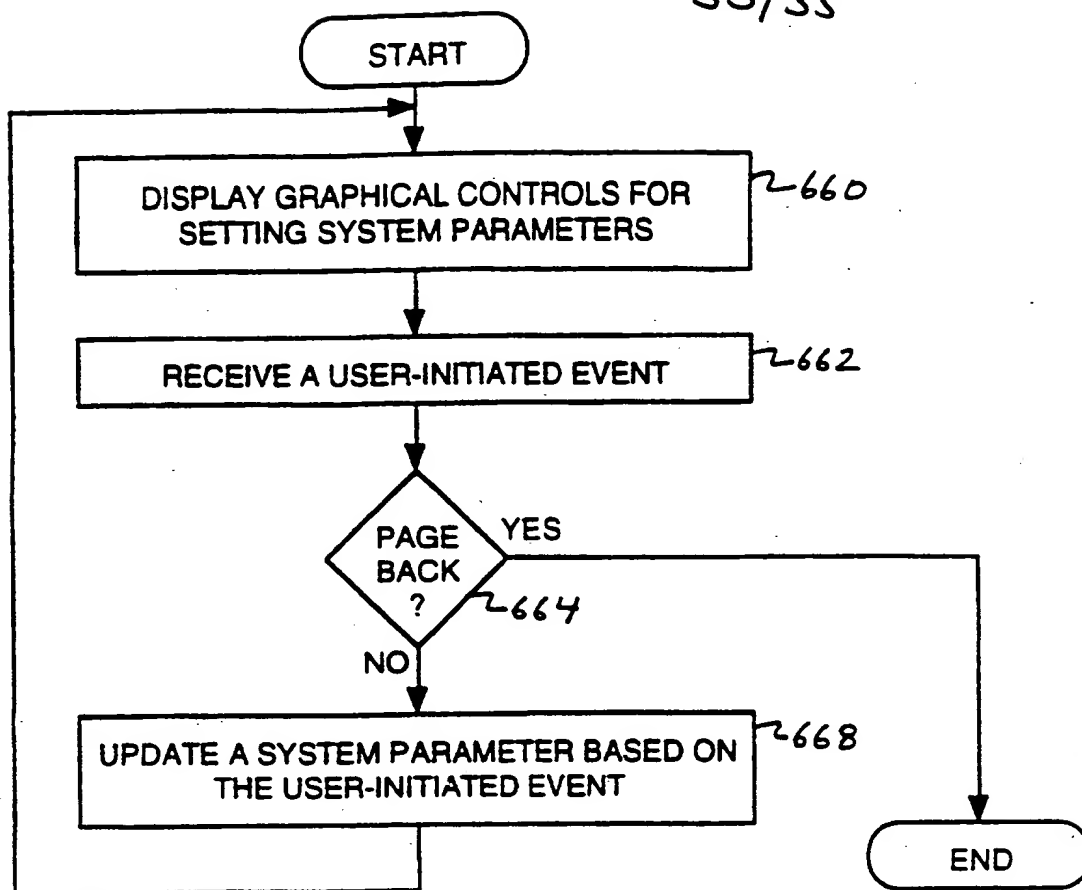 START
DISPLAY GRAPHICAL CONTROLS FOR
SETTING SYSTEM PARAMETERS
660
RECEIVE A USER-INITIATED EVENT
662
PAGE
BACK
?
YES
664
NO
UPDATE A SYSTEM PARAMETER BASED ON
THE USER-INITIATED EVENT
668
END